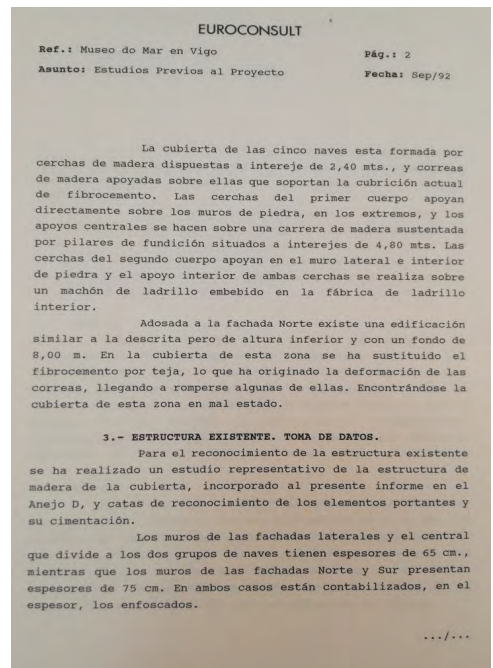 EUROCONSULT
Ref.: Museo do Mar en Vigo
Pág.: 2
Asunto: Estudios Previos al Proyecto
Fecha: Sep/92
La cubierta de las cinco naves esta formada por
cerchas de madera dispuestas a intereje de 2,40 mts., y correas
de madera apoyadas sobre ellas que soportan la cubrición actual
de fibrocemento. Las cerchas del primer cuerpo apoyan
directamente sobre los muros de piedra, en los extremos, y los
apoyos centrales se hacen sobre una carrera de madera sustentada
por pilares de fundición situados a interejes de 4,80 mts. Las
cerchas del segundo cuerpo apoyan en el muro lateral e interior
de piedra y el apoyo interior de ambas cerchas se realiza sobre
un machón de ladrillo embebido en la fábrica de ladrillo
interior.
Adosada a la fachada Norte existe una edificación
similar a la descrita pero de altura inferior y con un fondo de
8,00 m. En la cubierta de esta zona se ha sustituido el
fibrocemento por teja, lo que ha originado la deformación de las
correas, llegando a romperse algunas de ellas. Encontrándose la
cubierta de esta zona en mal estado.
3.- ESTRUCTURA EXISTENTE. TOMA DE DATOS.
Para el reconocimiento de la estructura existente
se ha realizado un estudio representativo de la estructura de
madera de la cubierta, incorporado al presente informe en el
Anejo D, y catas de reconocimiento de los elementos portantes y
su cimentación.
Los muros de las fachadas laterales y el central
que divide a los dos grupos de naves tienen espesores de 65 cm.,
mientras que los muros de las fachadas Norte y Sur presentan
espesores de 75 cm. En ambos casos están contabilizados, en el
espesor, los enfoscados.
.../...